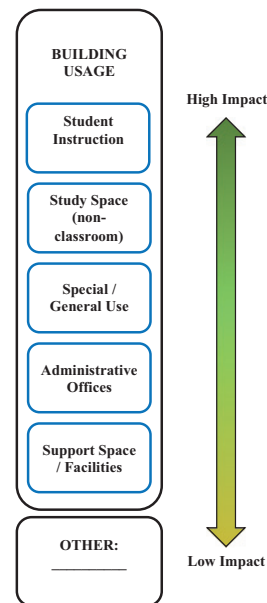 BUILDING
USAGE
High Impact
Student
Instruction
Study Space
(non-
classroom)
Special /
General Use
Administrative
Offices
Support Space
/ Facilities
OTHER:
__________
Low Impact